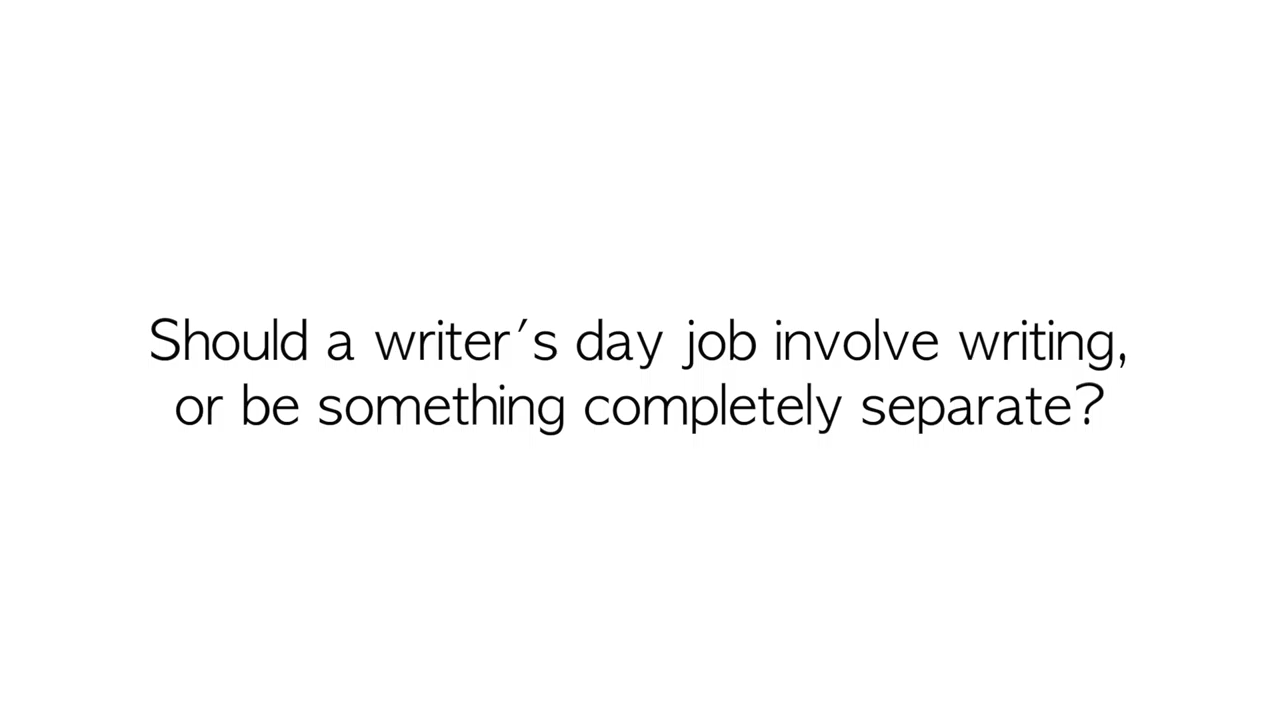 Should a writer's day job involve writing,
or be something completely separate?